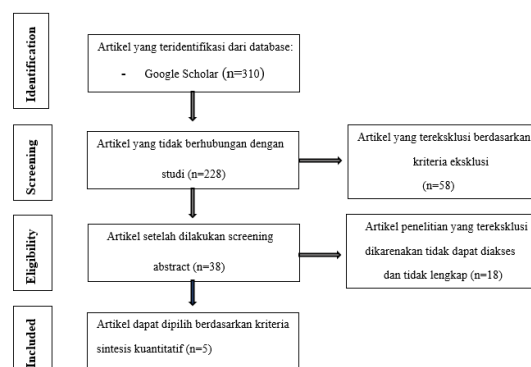 Identification
Artikel yang teridentifikasi dari database:
- Google Scholar (n=310)
Screening
Artikel yang tidak berhubungan dengan
studi (n=228)
Artikel yang tereksklusi berdasarkan
kriteria eksklusi
(n=58)
Eligibility
Artikel setelah dilakukan screening
abstract (n=38)
Artikel penelitian yang tereksklusi
dikarenakan tidak dapat diakses
dan tidak lengkap (n=18)
Included
Artikel dapat dipilih berdasarkan kriteria
sintesis kuantitatif (n=5)